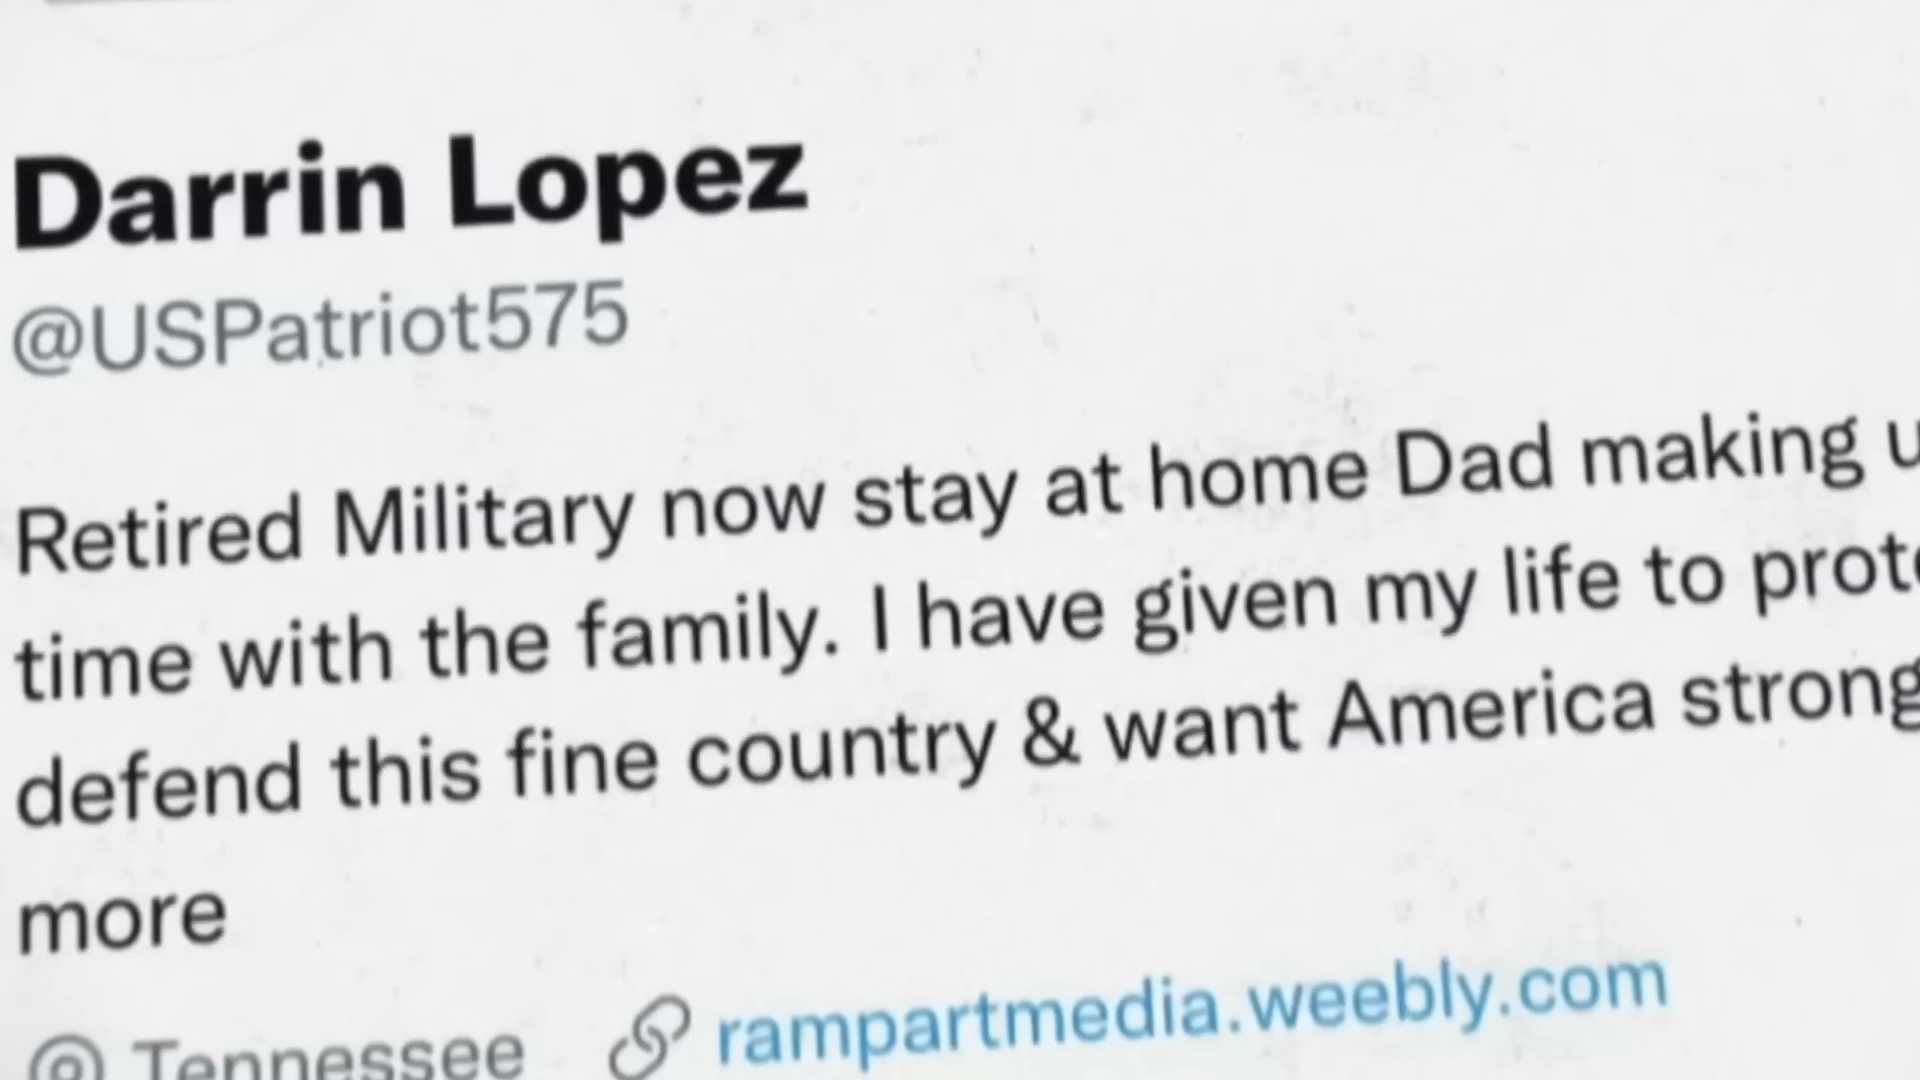 Darrin Lopez
@USPatriot575
Retired Military now stay at home Dad making u
time with the family. I have given my life to prote
defend this fine country & want America strong
more
Tennessee rampartmedia.weebly.com